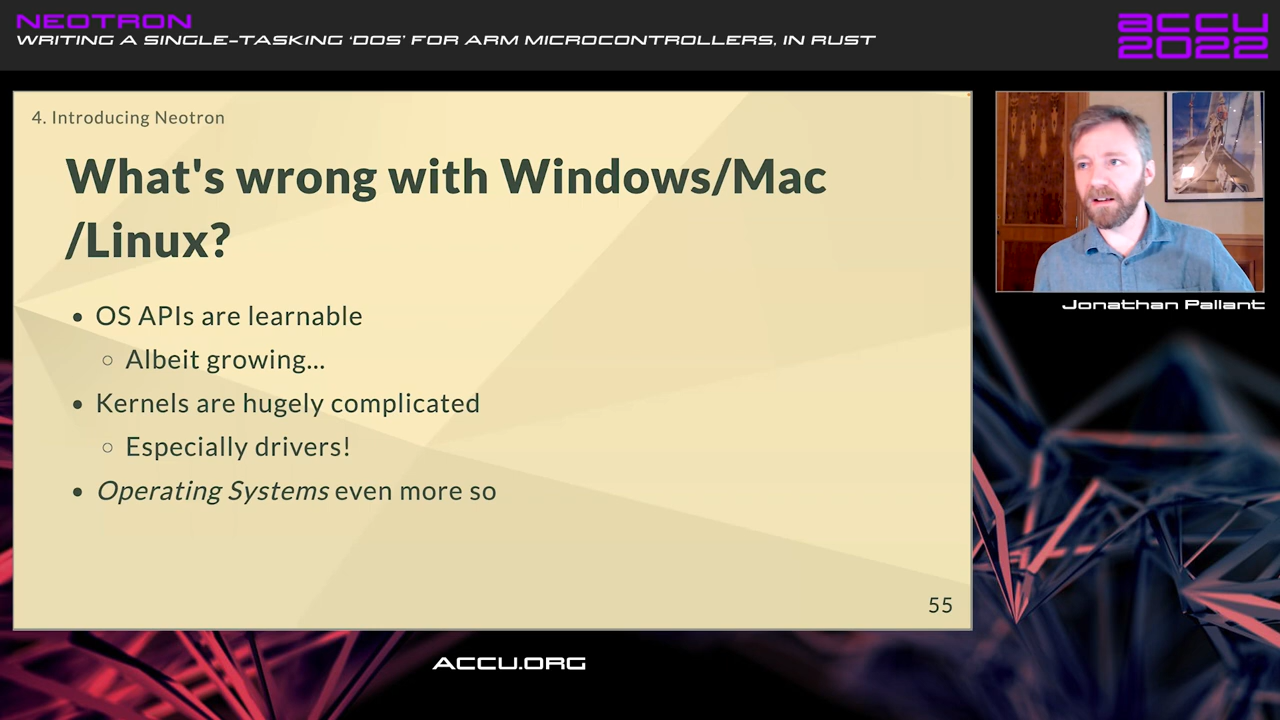 NEOTRON
WRITING A SINGLE-TASKING 'DOS' FOR ARM MICROCONTROLLERS, IN RUST
accu
2022
4. Introducing Neotron
What's wrong with Windows/Mac
/Linux?
• OS APIs are learnable
○ Albeit growing...
• Kernels are hugely complicated
○ Especially drivers!
• Operating Systems even more so
55
Jonathan Pallant
ACCU.ORG